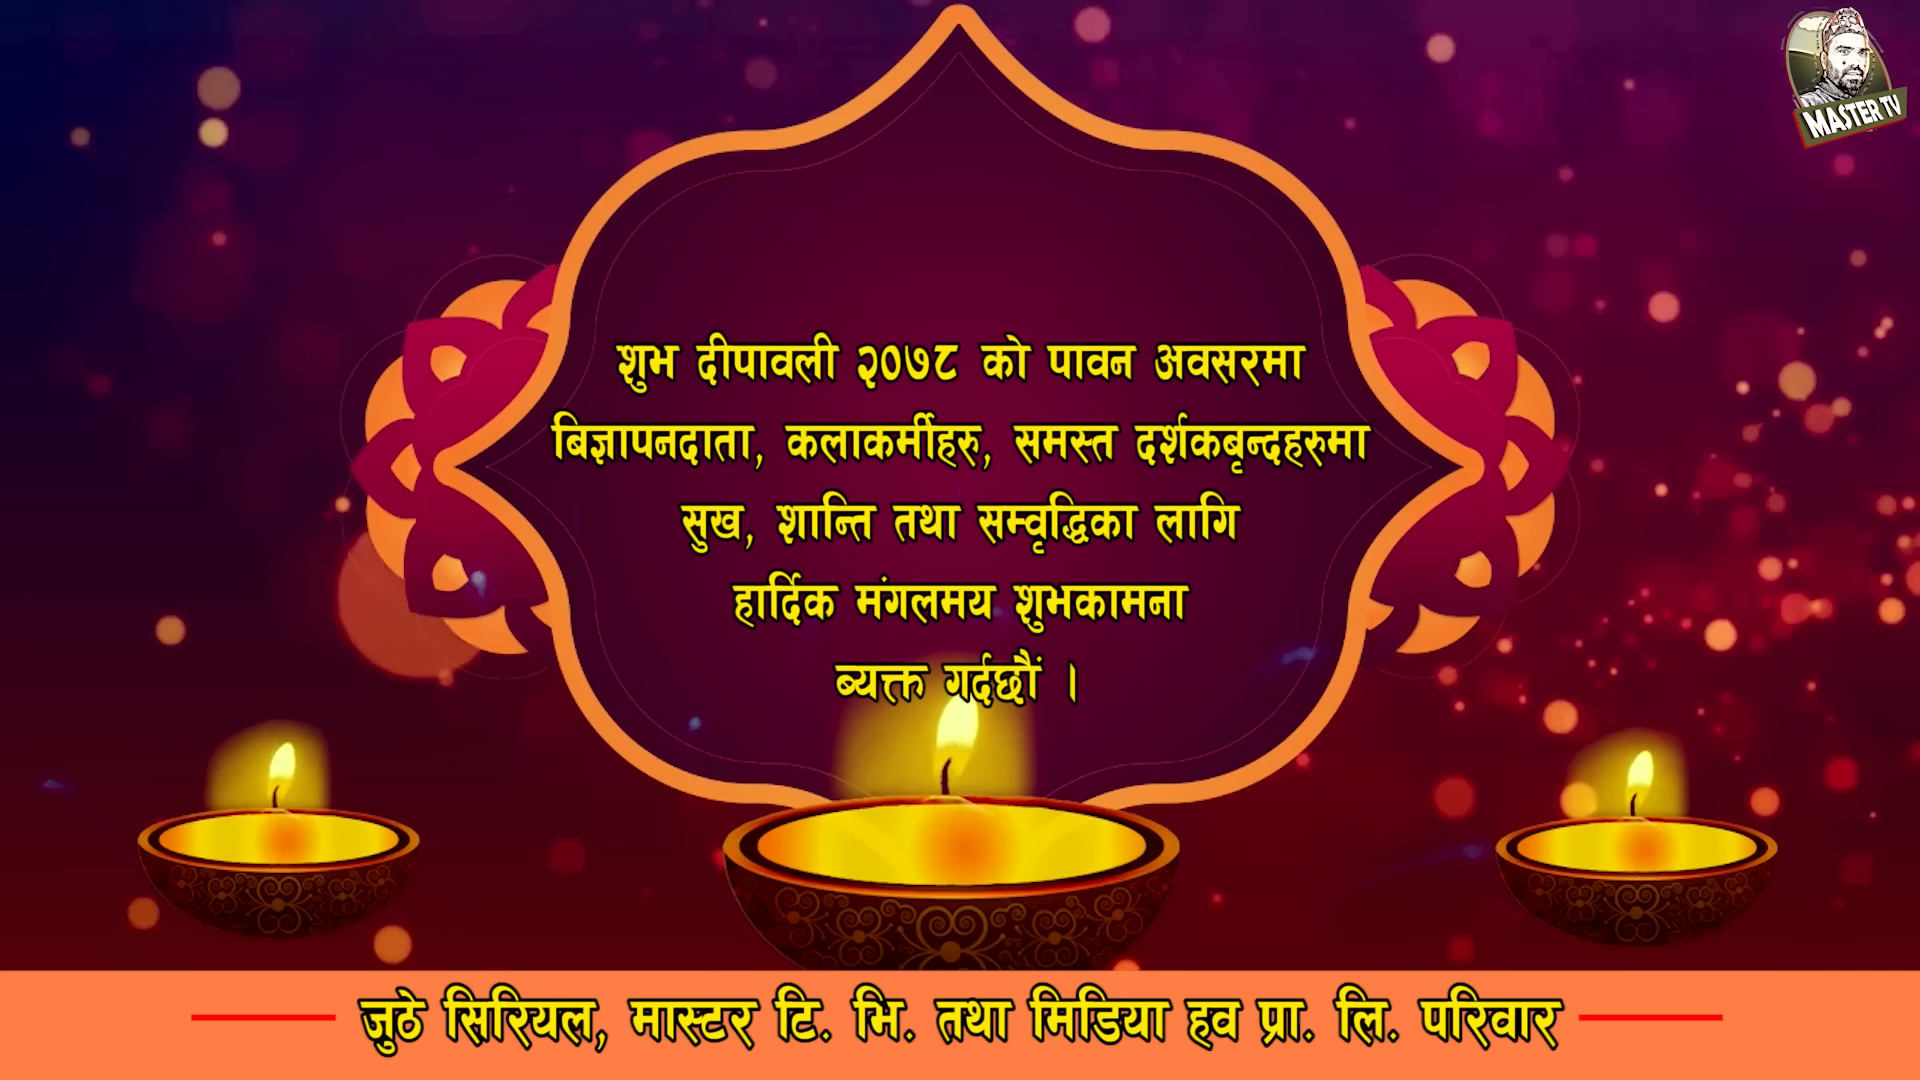 MASTER TV
शुभ दीपावली २०७८ को पावन अवसरमा
बिज्ञापनदाता, कलाकर्मीहरु, समस्त दर्शकबृन्दहरुमा
सुख, शान्ति तथा सम्वृद्धिका लागि
हार्दिक मंगलमय शुभकामना
ब्यक्त गर्दछौं ।
जुठे सिरियल, मास्टर टि. भि. तथा मिडिया हव प्रा. लि. परिवार